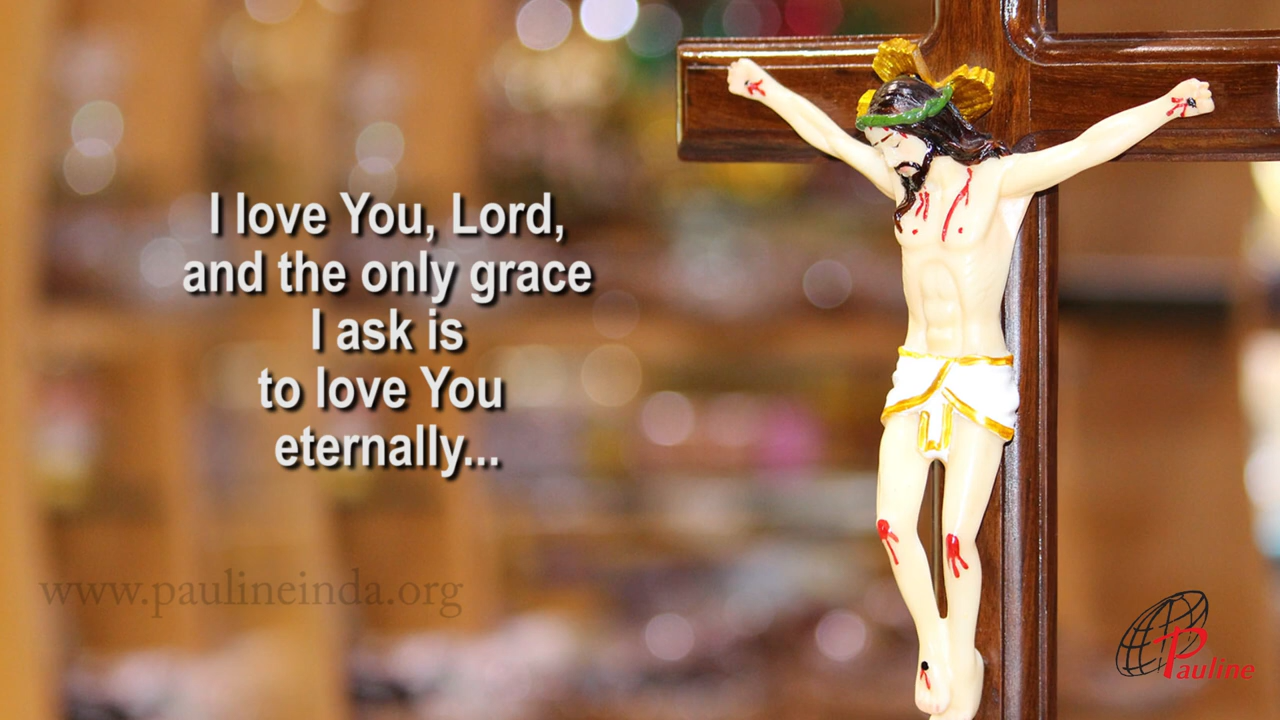 I love You, Lord,
and the only grace
I ask is
to love You
eternally...
www.paulineinda.org
Pauline